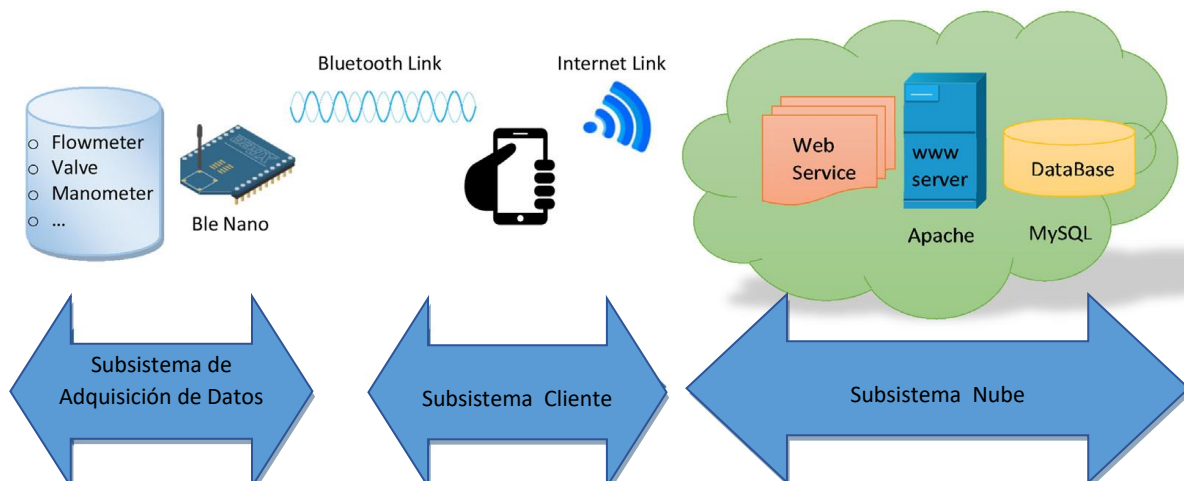 Bluetooth Link
Internet Link
Flowmeter
Valve
Manometer
...
Ble Nano
Web
Service
www
server
DataBase
Apache
MySQL
Subsistema de
Adquisición de Datos
Subsistema Cliente
Subsistema Nube